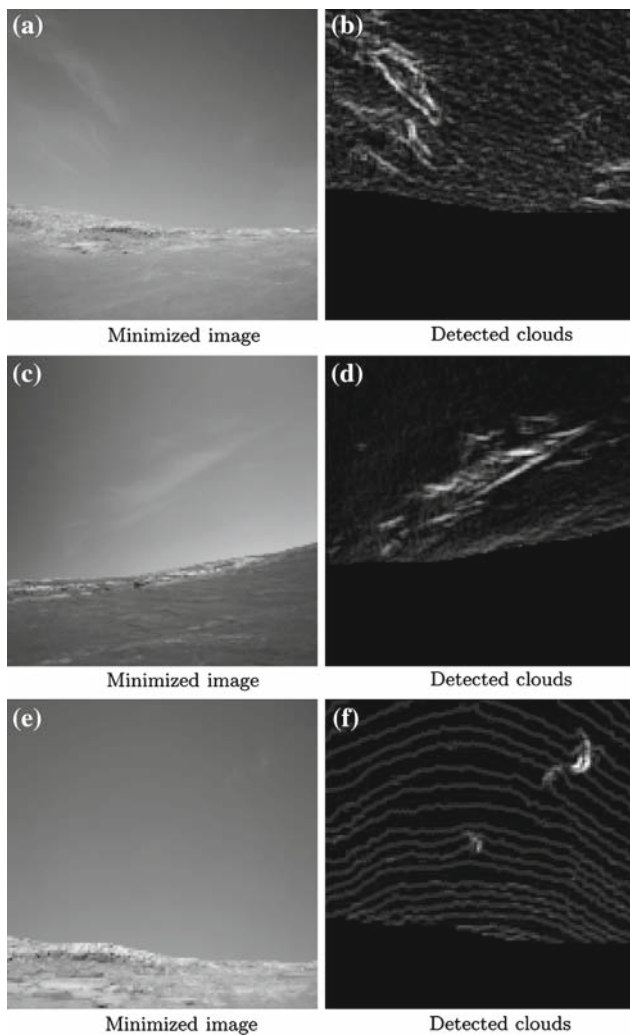 (a) (b)
Minimized image Detected clouds
(c) (d)
Minimized image Detected clouds
(e) (f)
Minimized image Detected clouds